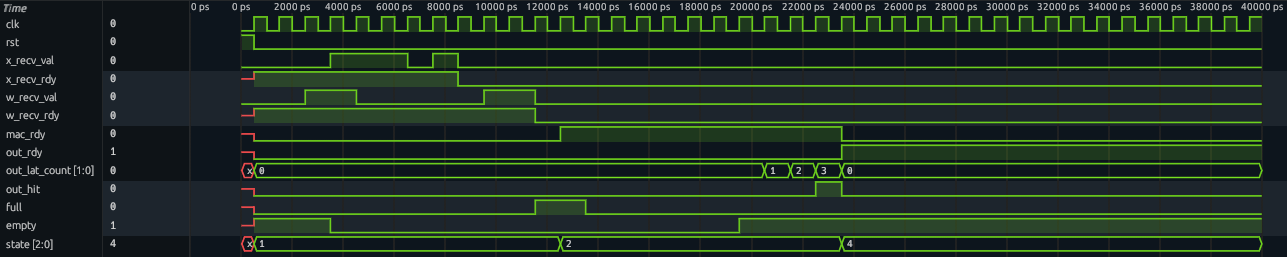 Time 0 ps 0 ps 2000 ps 4000 ps 6000 ps 8000 ps 10000 ps 12000 ps 14000 ps 16000 ps 18000 ps 20000 ps 22000 ps 24000 ps 26000 ps 28000 ps 30000 ps 32000 ps 34000 ps 36000 ps 38000 ps 40000 ps
clk 0
rst 0
x_recv_val 0
x_recv_rdy 0
w_recv_val 0
w_recv_rdy 0
mac_rdy 0
out_rdy 1
out_lat_count [1:0] 0 x 0 1 2 3 0
out_hit 0
full 0
empty 1
state [2:0] 4 x 1 2 4